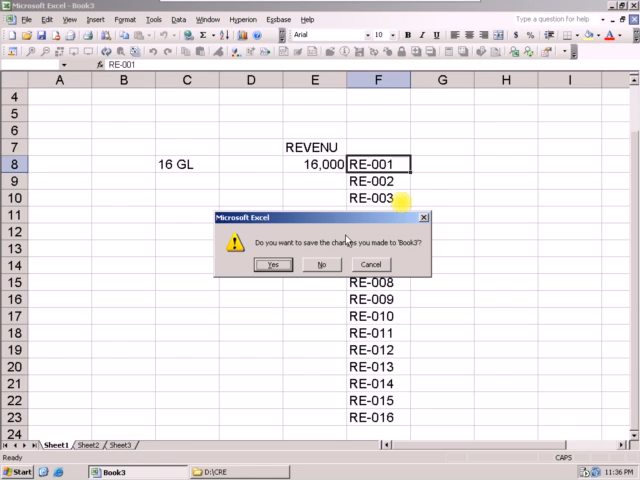 Microsoft Excel - Book3
File Edit View Insert Format Tools Data Window Hyperion Essbase Help
Type a question for help
Arial 10 B I U $ %
fx RE-001
A B C D E F G H I
4
5
6
7 REVENU
8 16 GL 16,000 RE-001
9 RE-002
10 RE-003
11
12
13
14
15 RE-008
16 RE-009
17 RE-010
18 RE-011
19 RE-012
20 RE-013
21 RE-014
22 RE-015
23 RE-016
24
Microsoft Excel
Do you want to save the changes you made to 'Book3'?
Yes No Cancel
Sheet1 Sheet2 Sheet3
Ready CAPS
Start Book3 D:\CRE 11:36 PM